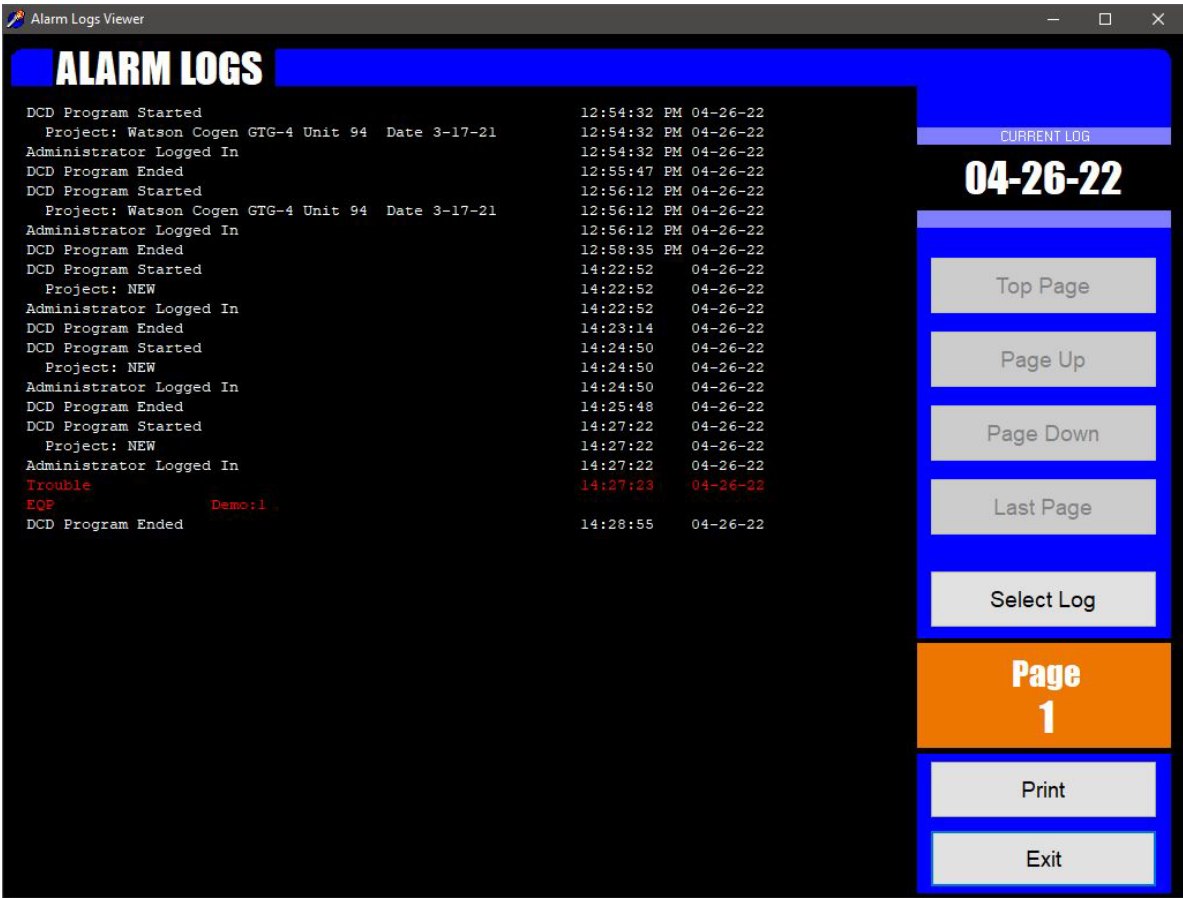 Alarm Logs Viewer
ALARM LOGS
DCD Program Started 12:54:32 PM 04-26-22
Project: Watson Cogen GTG-4 Unit 94 Date 3-17-21 12:54:32 PM 04-26-22
Administrator Logged In 12:54:32 PM 04-26-22
DCD Program Ended 12:55:47 PM 04-26-22
DCD Program Started 12:56:12 PM 04-26-22
Project: Watson Cogen GTG-4 Unit 94 Date 3-17-21 12:56:12 PM 04-26-22
Administrator Logged In 12:56:12 PM 04-26-22
DCD Program Ended 12:58:35 PM 04-26-22
DCD Program Started 14:22:52 04-26-22
Project: NEW 14:22:52 04-26-22
Administrator Logged In 14:22:52 04-26-22
DCD Program Ended 14:23:14 04-26-22
DCD Program Started 14:24:50 04-26-22
Project: NEW 14:24:50 04-26-22
Administrator Logged In 14:24:50 04-26-22
DCD Program Ended 14:25:48 04-26-22
DCD Program Started 14:27:22 04-26-22
Project: NEW 14:27:22 04-26-22
Administrator Logged In 14:27:22 04-26-22
Trouble 14:27:23 04-26-22
EQP Demo:1
DCD Program Ended 14:28:55 04-26-22
CURRENT LOG
04-26-22
Top Page
Page Up
Page Down
Last Page
Select Log
Page
1
Print
Exit